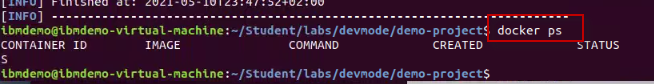 [INFO] Finished at: 2021-05-10T23:47:52+02:00
[INFO] ------------------------------------------------------------------------
ibmdemo@ibmdemo-virtual-machine:~/Student/labs/devmode/demo-project$ docker ps
CONTAINER ID IMAGE COMMAND CREATED STATUS
S
ibmdemo@ibmdemo-virtual-machine:~/Student/labs/devmode/demo-project$